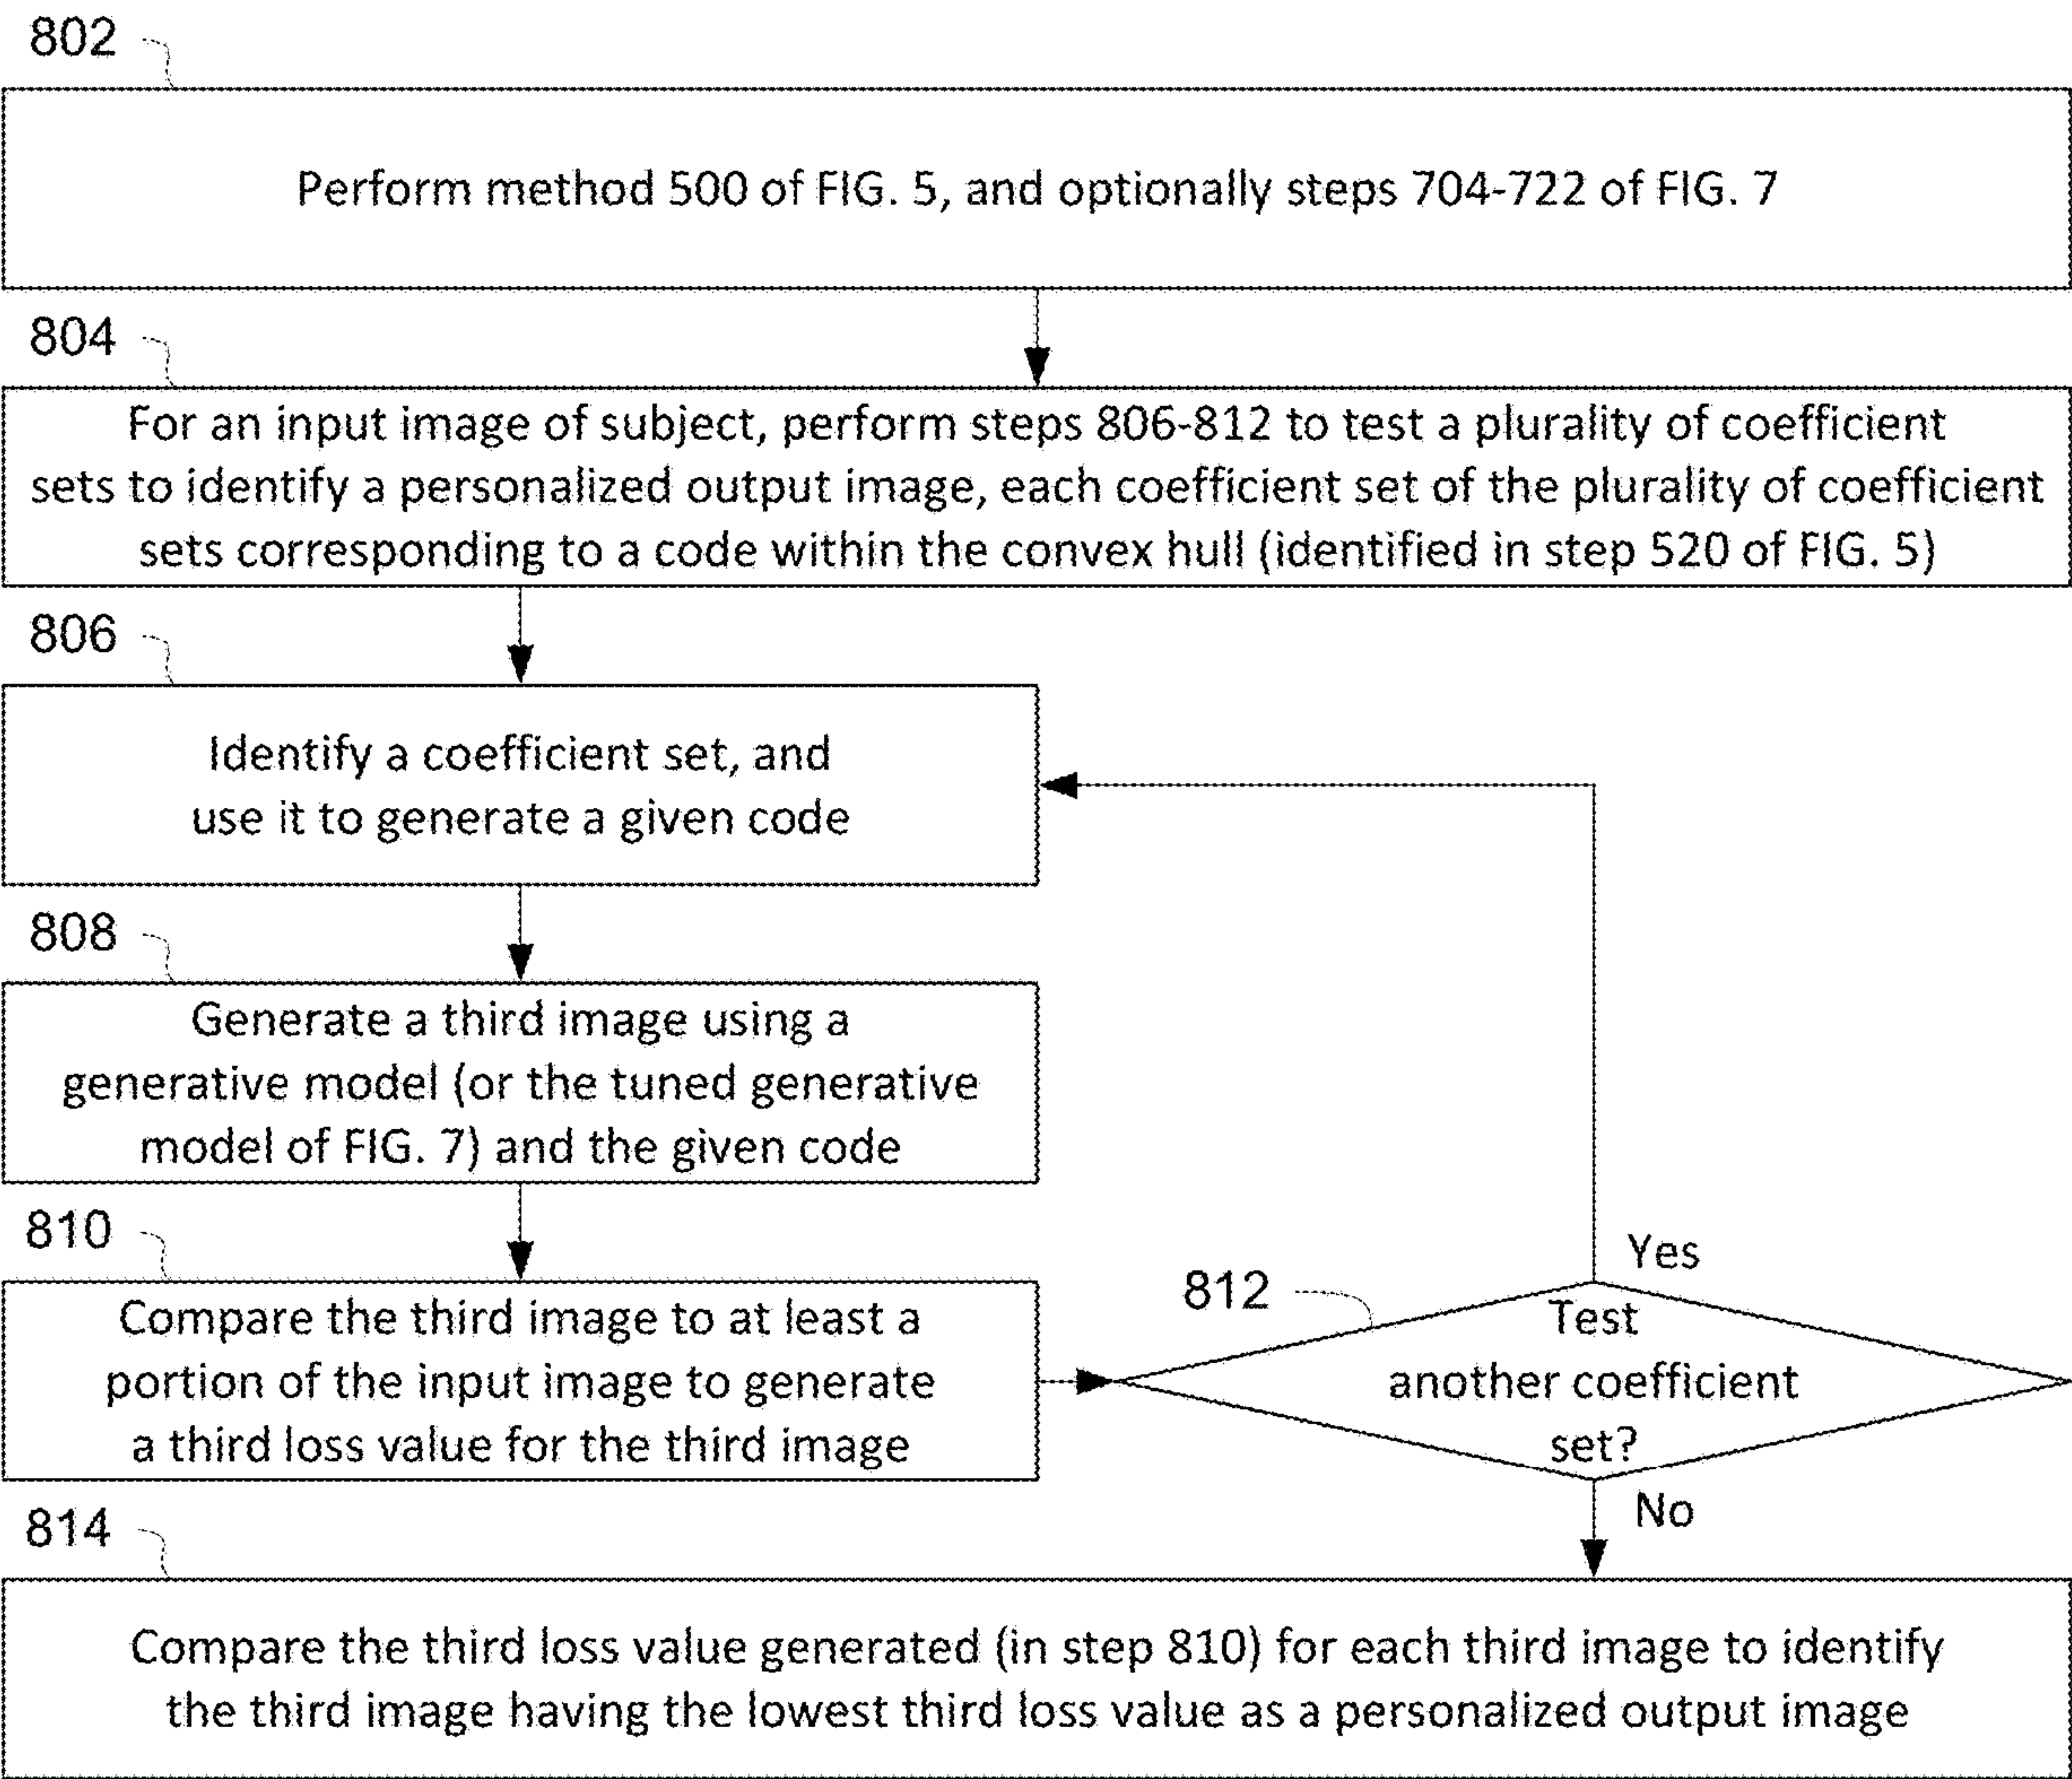 802
Perform method 500 of FIG. 5, and optionally steps 704-722 of FIG. 7
804
For an input image of subject, perform steps 806-812 to test a plurality of coefficient
sets to identify a personalized output image, each coefficient set of the plurality of coefficient
sets corresponding to a code within the convex hull (identified in step 520 of FIG. 5)
806
Identify a coefficient set, and
use it to generate a given code
808
Generate a third image using a
generative model (or the tuned generative
model of FIG. 7) and the given code
810
Compare the third image to at least a
portion of the input image to generate
a third loss value for the third image
812
Yes
Test
another coefficient
set?
No
814
Compare the third loss value generated (in step 810) for each third image to identify
the third image having the lowest third loss value as a personalized output image